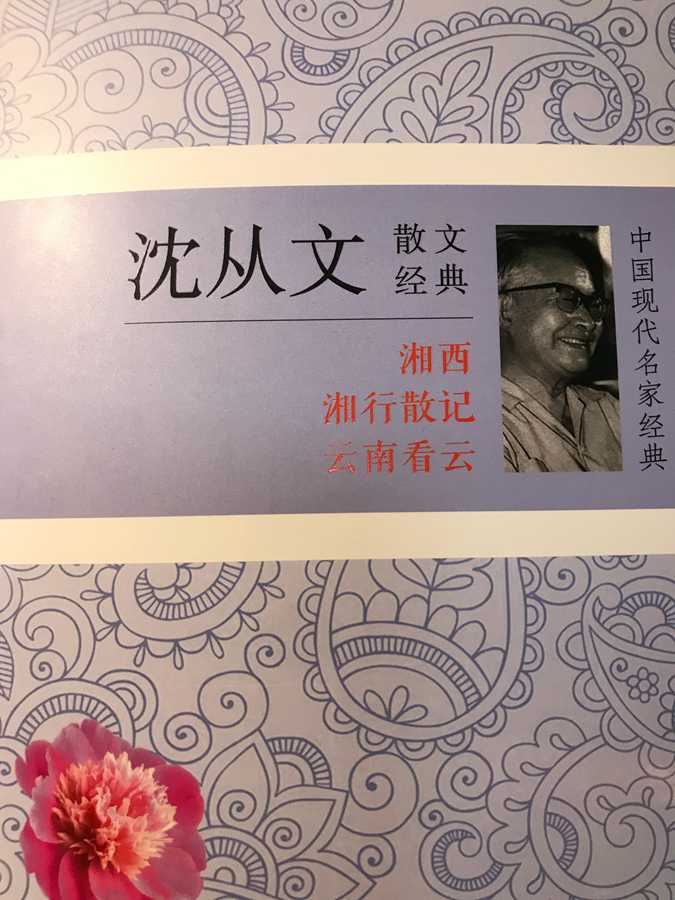 沈从文
散文
经典
湘西
湘行散记
云南看云
中国现代名家经典